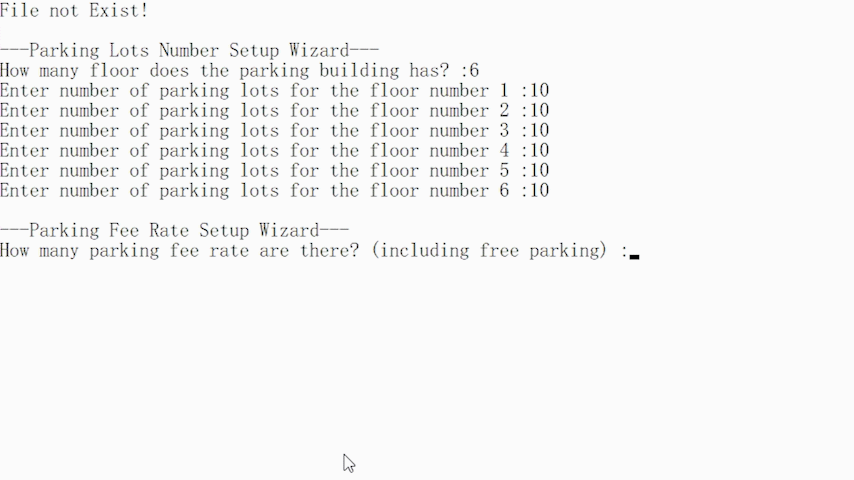 File not Exist!
---Parking Lots Number Setup Wizard---
How many floor does the parking building has? :6
Enter number of parking lots for the floor number 1 :10
Enter number of parking lots for the floor number 2 :10
Enter number of parking lots for the floor number 3 :10
Enter number of parking lots for the floor number 4 :10
Enter number of parking lots for the floor number 5 :10
Enter number of parking lots for the floor number 6 :10
---Parking Fee Rate Setup Wizard---
How many parking fee rate are there? (including free parking) :